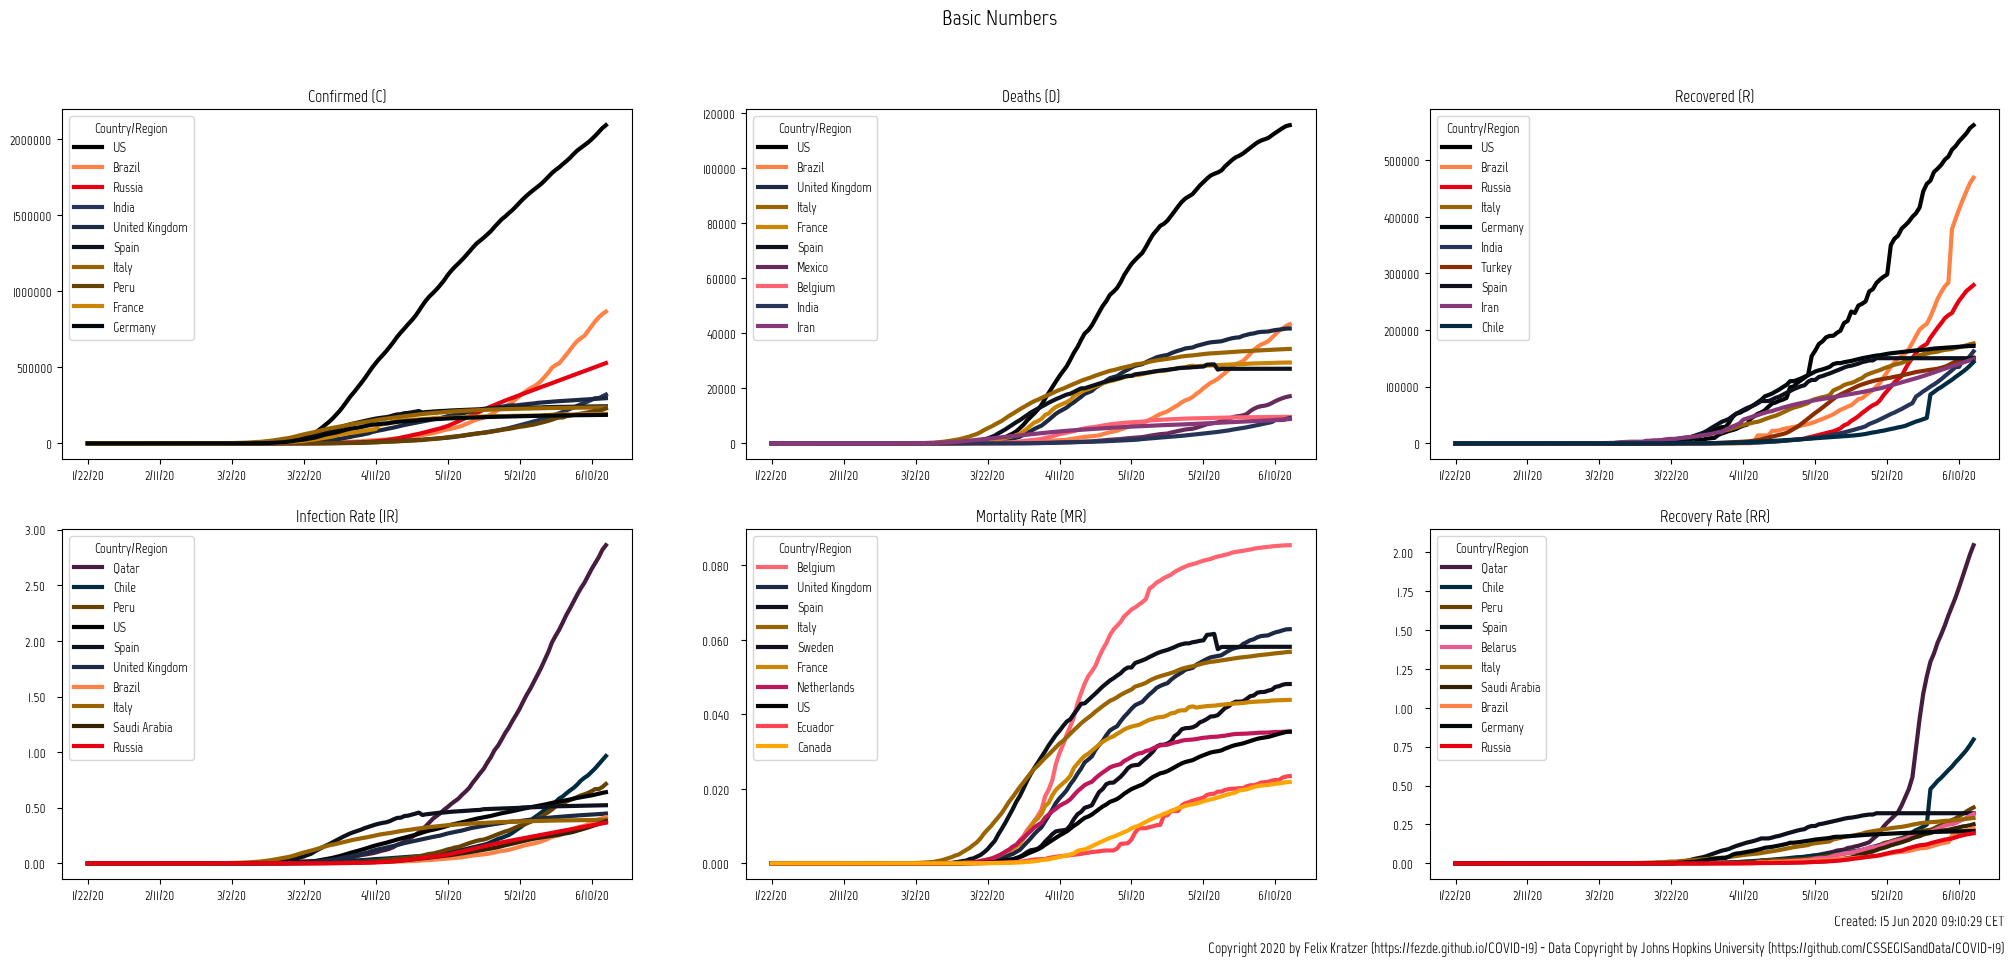 Basic Numbers
Confirmed (C)
Country/Region
US
Brazil
Russia
India
United Kingdom
Spain
Italy
Peru
France
Germany
2000000
1500000
1000000
500000
0
1/22/20 2/11/20 3/2/20 3/22/20 4/11/20 5/1/20 5/21/20 6/10/20
Deaths (D)
Country/Region
US
Brazil
United Kingdom
Italy
France
Spain
Mexico
Belgium
India
Iran
120000
100000
80000
60000
40000
20000
0
1/22/20 2/11/20 3/2/20 3/22/20 4/11/20 5/1/20 5/21/20 6/10/20
Recovered (R)
Country/Region
US
Brazil
Russia
Italy
Germany
India
Turkey
Spain
Iran
Chile
500000
400000
300000
200000
100000
0
1/22/20 2/11/20 3/2/20 3/22/20 4/11/20 5/1/20 5/21/20 6/10/20
Infection Rate (IR)
Country/Region
Qatar
Chile
Peru
US
Spain
United Kingdom
Brazil
Italy
Saudi Arabia
Russia
3.00
2.50
2.00
1.50
1.00
0.50
0.00
1/22/20 2/11/20 3/2/20 3/22/20 4/11/20 5/1/20 5/21/20 6/10/20
Mortality Rate (MR)
Country/Region
Belgium
United Kingdom
Spain
Italy
Sweden
France
Netherlands
US
Ecuador
Canada
0.080
0.060
0.040
0.020
0.000
1/22/20 2/11/20 3/2/20 3/22/20 4/11/20 5/1/20 5/21/20 6/10/20
Recovery Rate (RR)
Country/Region
Qatar
Chile
Peru
Spain
Belarus
Italy
Saudi Arabia
Brazil
Germany
Russia
2.00
1.75
1.50
1.25
1.00
0.75
0.50
0.25
0.00
1/22/20 2/11/20 3/2/20 3/22/20 4/11/20 5/1/20 5/21/20 6/10/20
Created: 15 Jun 2020 09:10:29 CET
Copyright 2020 by Felix Kratzer (https://fezde.github.io/COVID-19) - Data Copyright by Johns Hopkins University (https://github.com/CSSEGISandData/COVID-19)